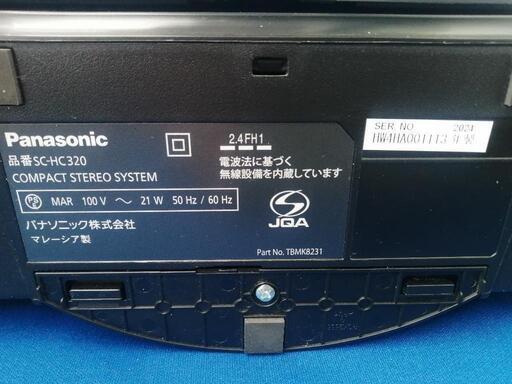 Panasonic
品番SC-HC320
COMPACT STEREO SYSTEM
PS E MAR 100 V ～ 21 W 50 Hz / 60 Hz
パナソニック株式会社
マレーシア製
2.4FH1
電波法に基づく
無線設備を内蔵しています
S
JQA
Part No. TBMK8231
SER. NO 2024
HW4HA001113 年製